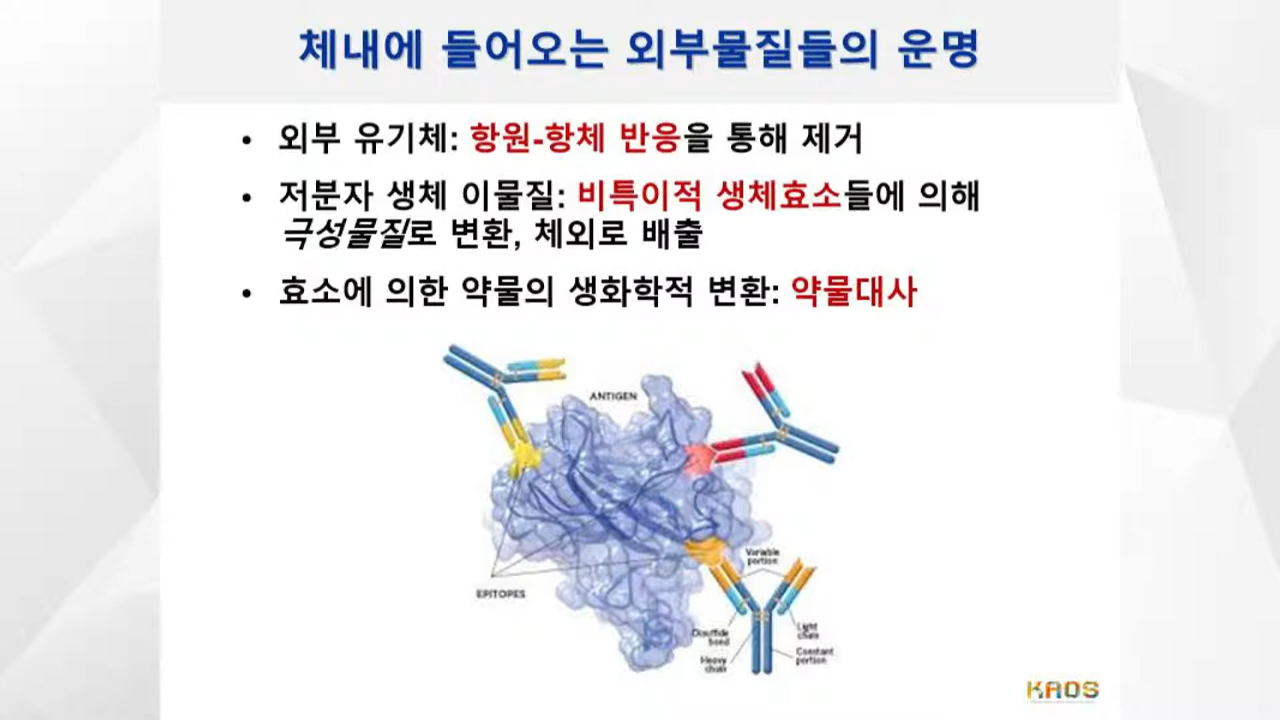 체내에 들어오는 외부물질들의 운명
• 외부 유기체: 항원-항체 반응을 통해 제거
• 저분자 생체 이물질: 비특이적 생체효소들에 의해
극성물질로 변환, 체외로 배출
• 효소에 의한 약물의 생화학적 변환: 약물대사
ANTIGEN
EPITOPES
Variable
portion
Disulfide
bond
Light
chain
Heavy
chain
Constant
portion
KAOS